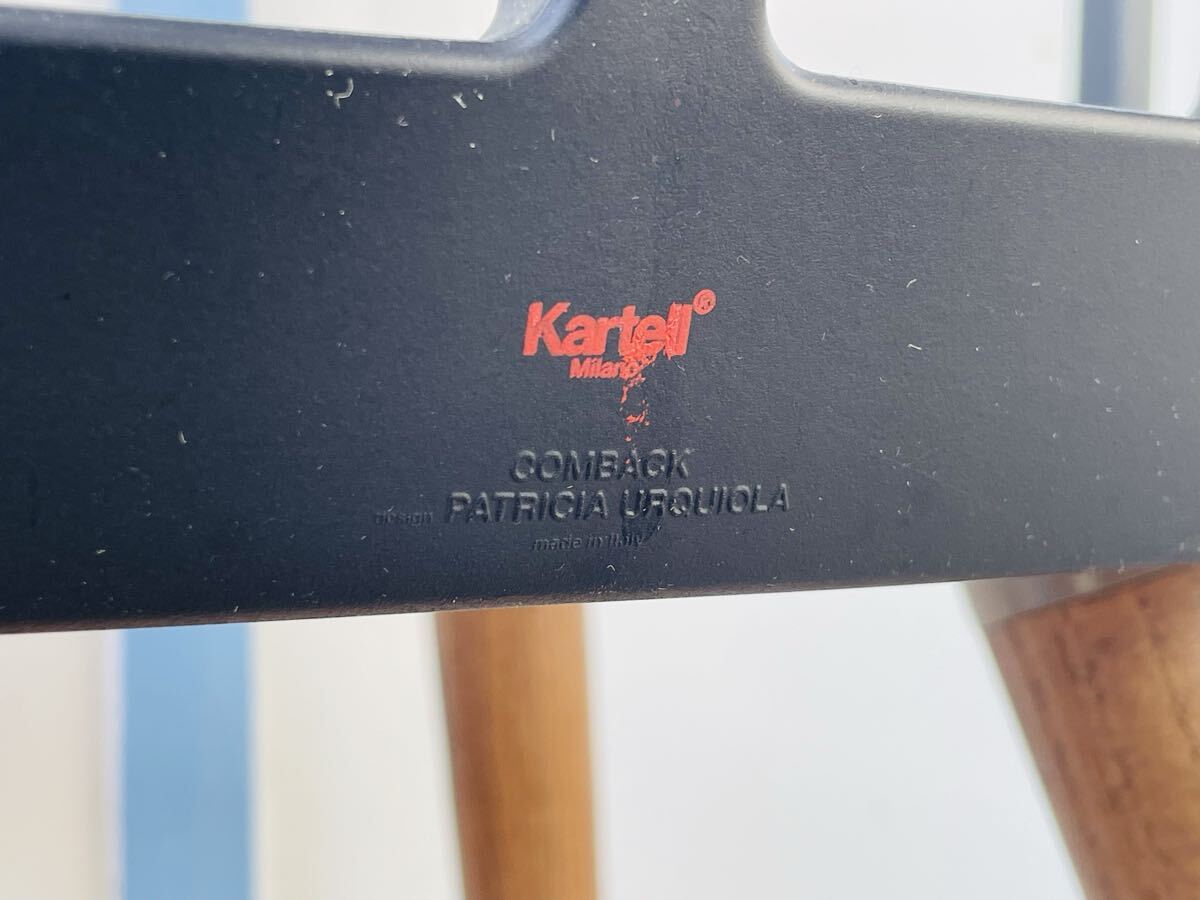 Kartell®
Milano
COMBACK
design PATRICIA URQUIOLA
made in Italy